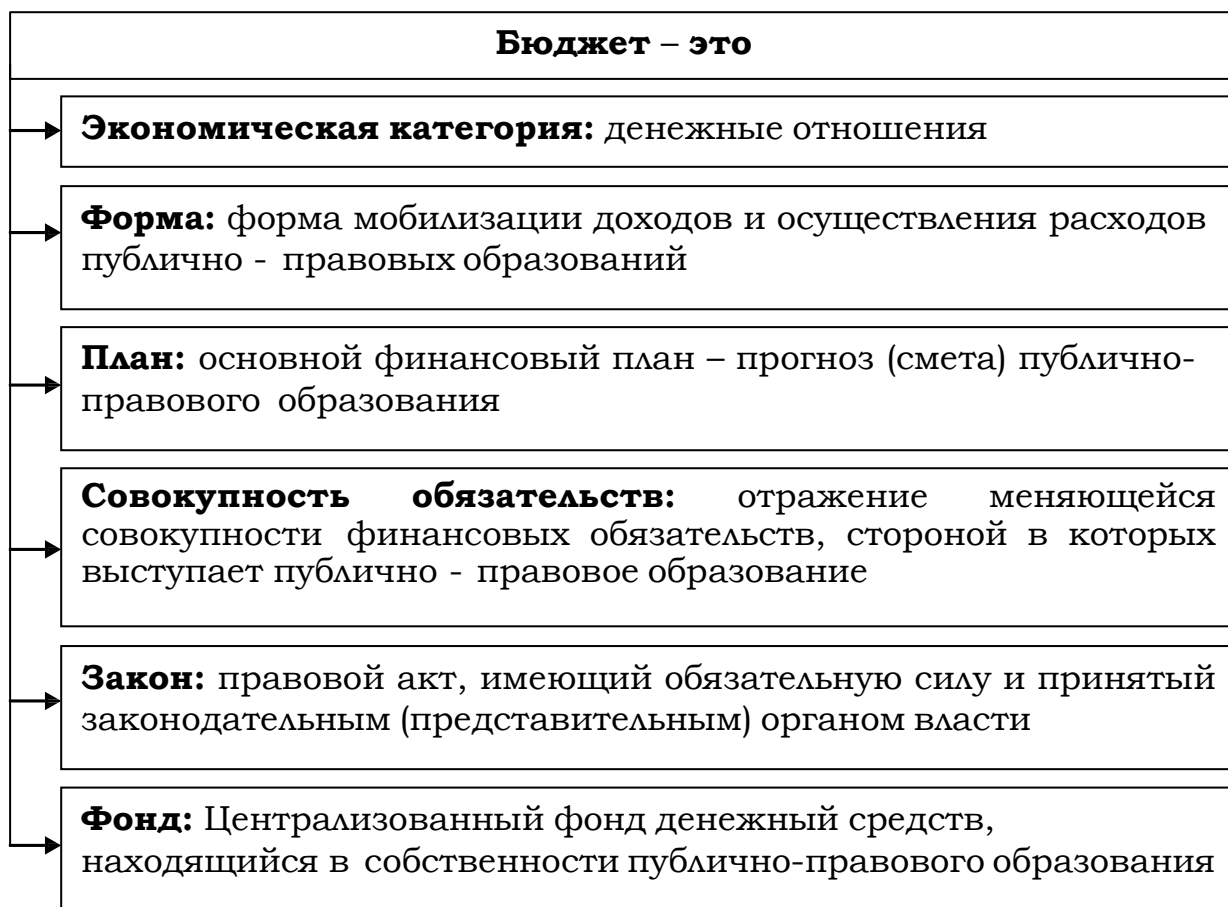 Бюджет – это
Экономическая категория: денежные отношения
Форма: форма мобилизации доходов и осуществления расходов
публично - правовых образований
План: основной финансовый план – прогноз (смета) публично-
правового образования
Совокупность обязательств: отражение меняющейся
совокупности финансовых обязательств, стороной в которых
выступает публично - правовое образование
Закон: правовой акт, имеющий обязательную силу и принятый
законодательным (представительным) органом власти
Фонд: Централизованный фонд денежный средств,
находящийся в собственности публично-правового образования